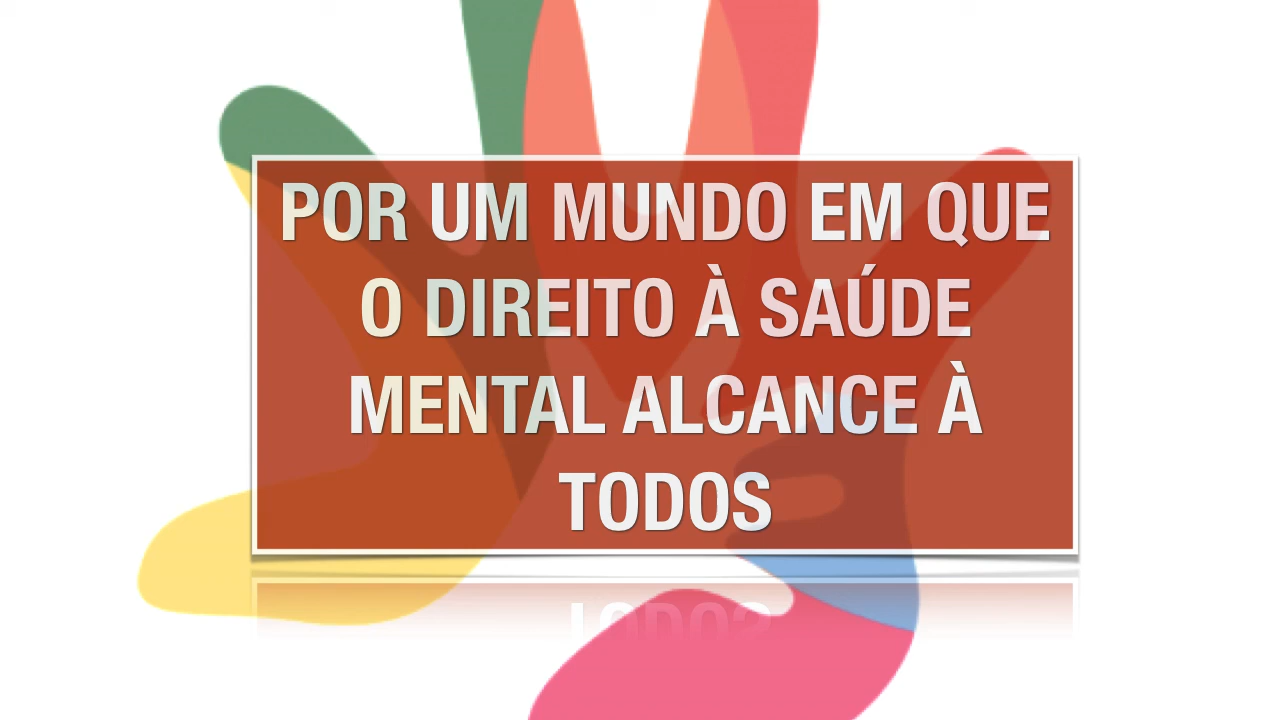 POR UM MUNDO EM QUE
O DIREITO À SAÚDE
MENTAL ALCANCE À
TODOS